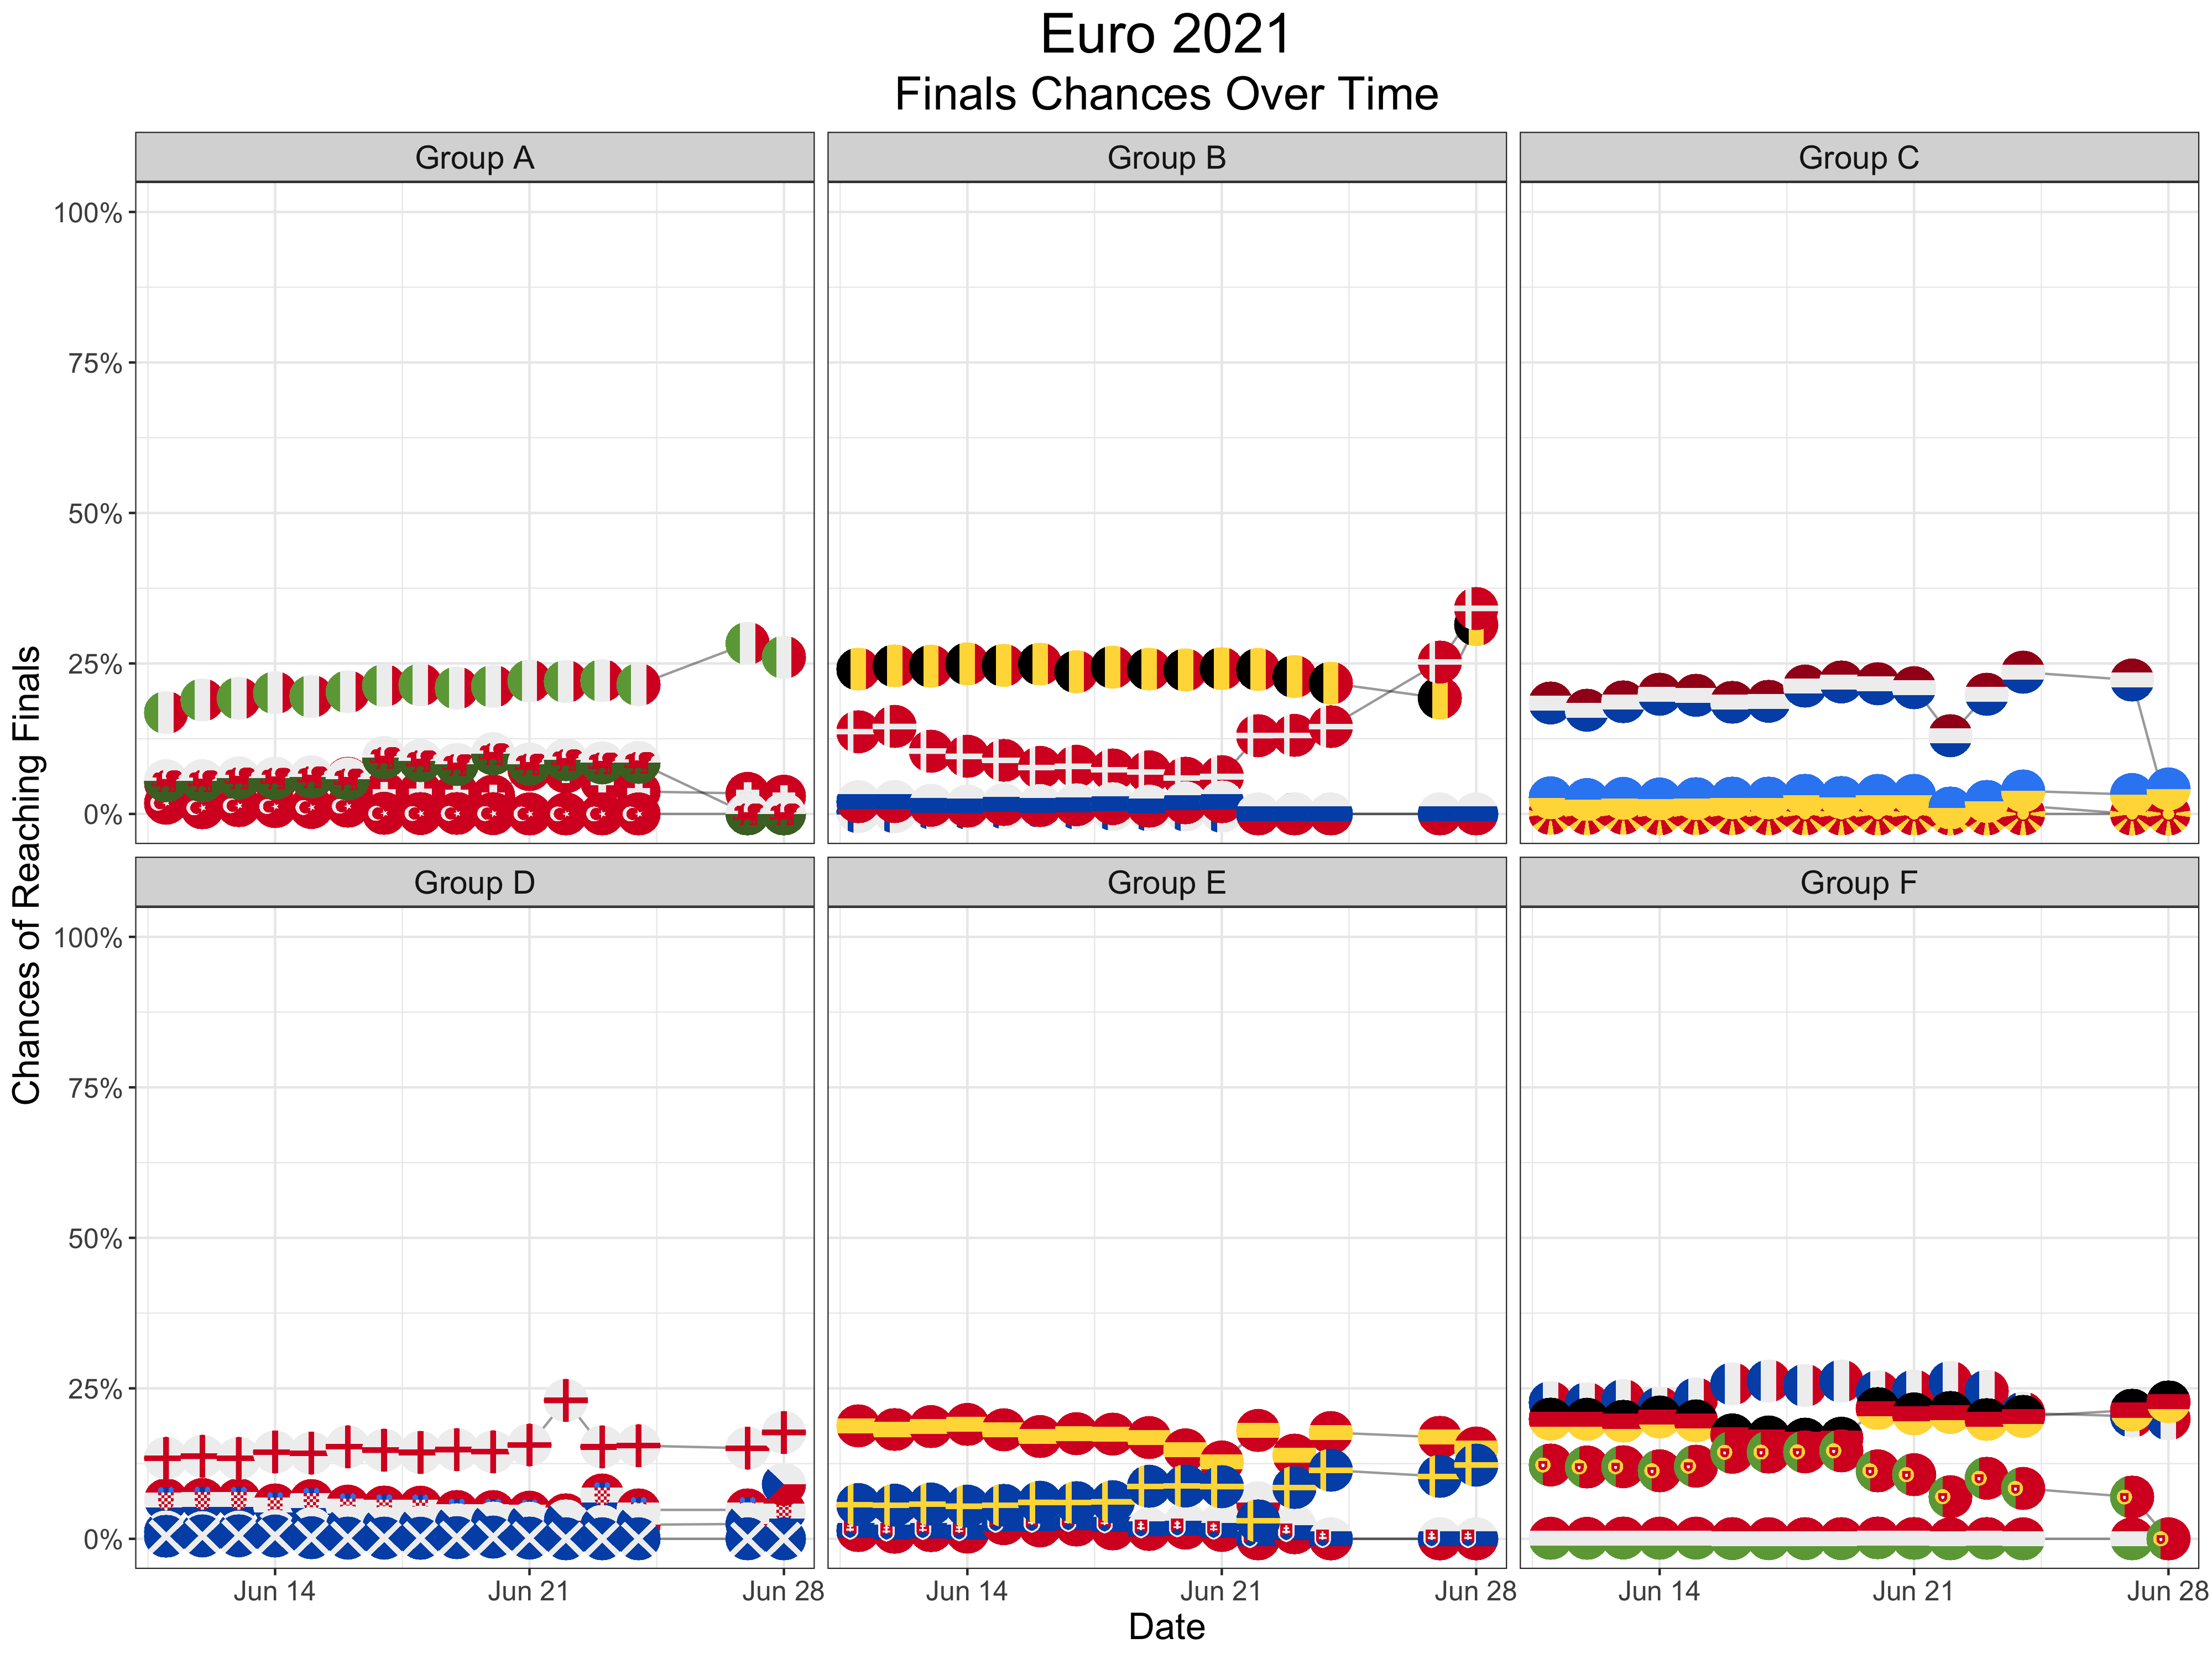 Euro 2021
Finals Chances Over Time
Group A
Group B
Group C
100%
75%
50%
25%
0%
Group D
Group E
Group F
100%
75%
50%
25%
0%
Chances of Reaching Finals
Jun 14 Jun 21 Jun 28
Jun 14 Jun 21 Jun 28
Jun 14 Jun 21 Jun 28
Date